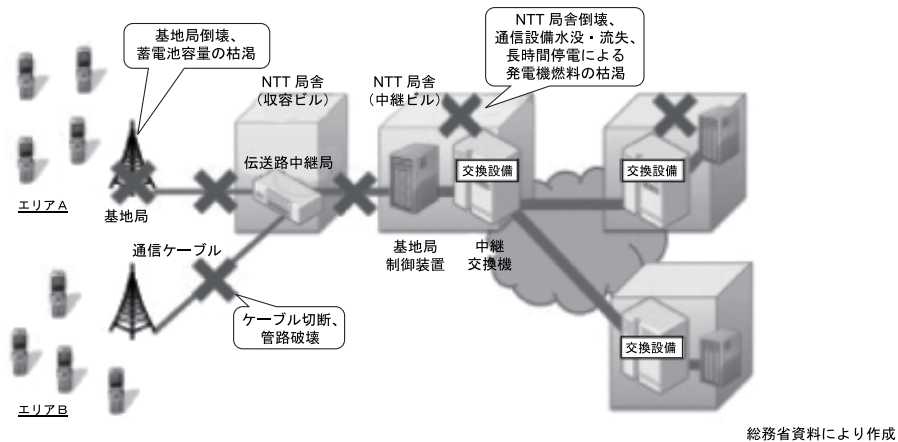 基地局倒壊、
蓄電池容量の枯渇
NTT 局舎
（収容ビル）
NTT 局舎
（中継ビル）
NTT 局舎倒壊、
通信設備水没・流失、
長時間停電による
発電機燃料の枯渇
伝送路中継局
交換設備
交換設備
エリアA
基地局
通信ケーブル
基地局
制御装置
中継
交換機
ケーブル切断、
管路破壊
交換設備
エリアB
総務省資料により作成